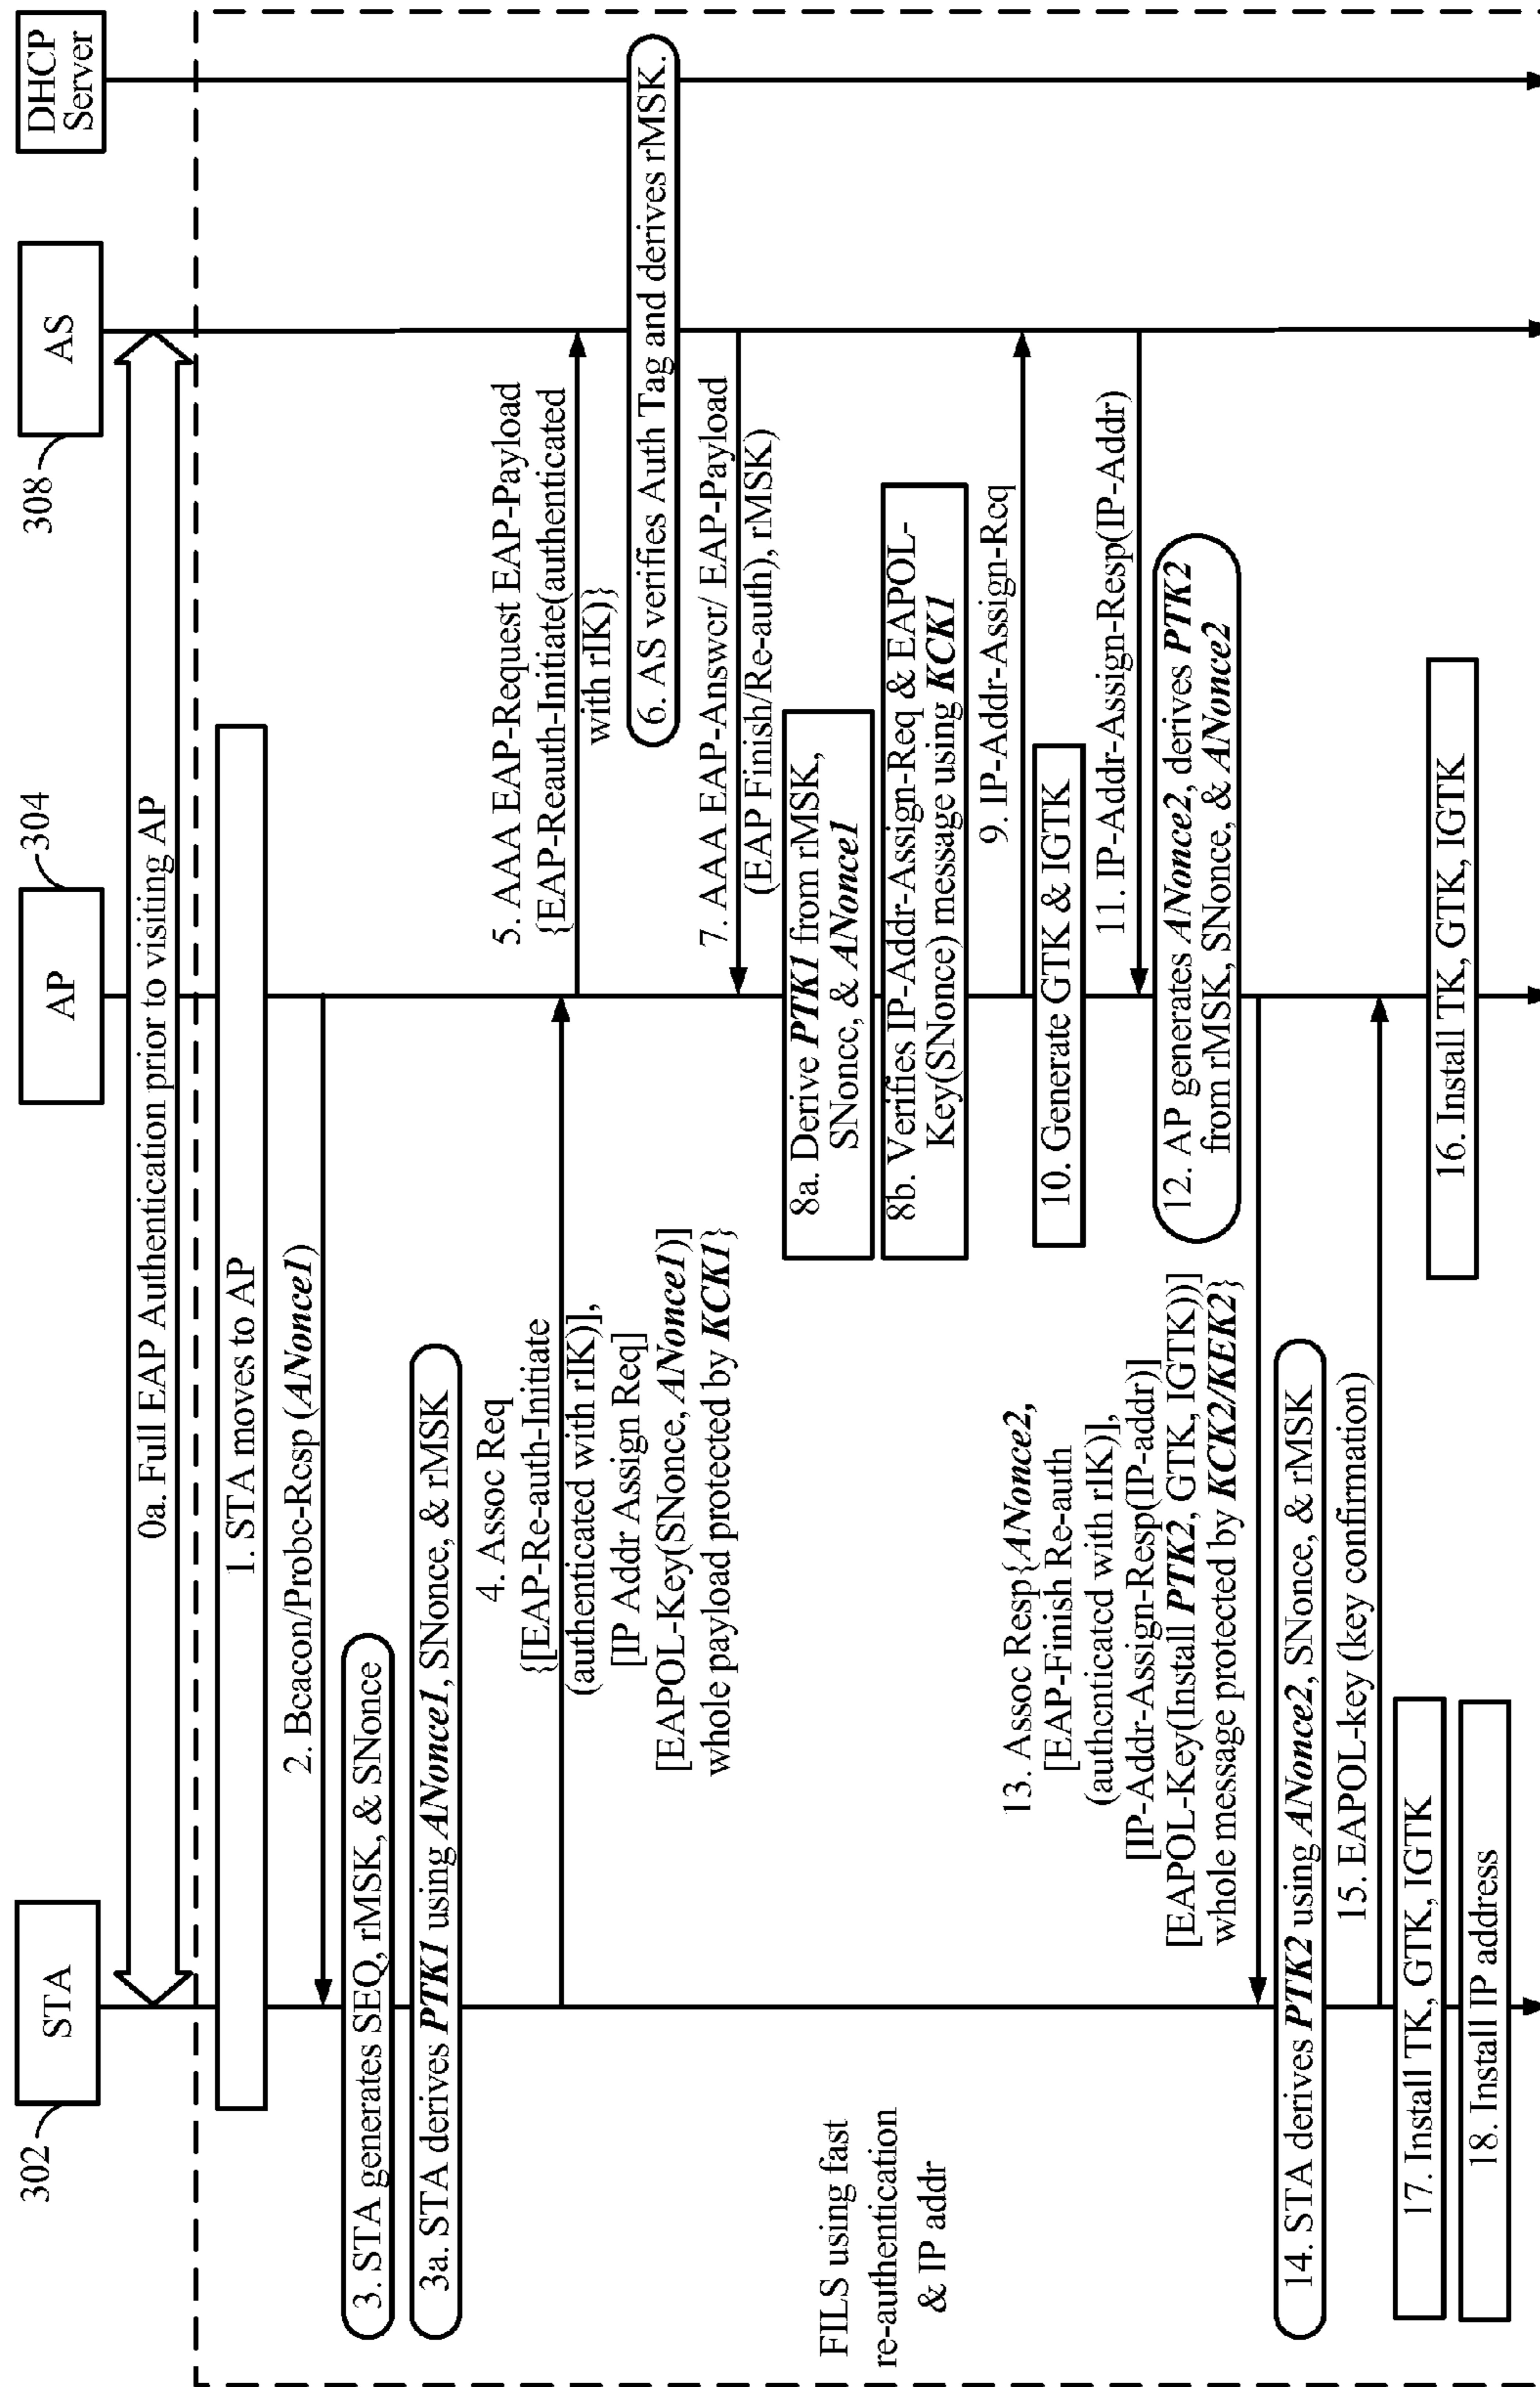 STA
AP
AS
DHCP
Server
302
304
308
0a. Full EAP Authentication prior to visiting AP
1. STA moves to AP
2. Beacon/Probe-Resp (ANonce1)
3. STA generates SEQ, rMSK, & SNonce
3a. STA derives PTK1 using ANonce1, SNonce, & rMSK
4. Assoc Req
{[EAP-Re-auth-Initiate
(authenticated with rIK)],
[IP Addr Assign Req]
[EAPOL-Key(SNonce, ANonce1)]
whole payload protected by KCK1}
5. AAA EAP-Request EAP-Payload
{EAP-Reauth-Initiate(authenticated
with rIK)}
6. AS verifies Auth Tag and derives rMSK.
7. AAA EAP-Answer/ EAP-Payload
(EAP Finish/Re-auth), rMSK)
8a. Derive PTK1 from rMSK,
SNonce, & ANonce1
8b. Verifies IP-Addr-Assign-Req & EAPOL-
Key(SNonce) message using KCK1
9. IP-Addr-Assign-Req
10. Generate GTK & IGTK
11. IP-Addr-Assign-Resp(IP-Addr)
12. AP generates ANonce2, derives PTK2
from rMSK, SNonce, & ANonce2
13. Assoc Resp{ANonce2,
[EAP-Finish Re-auth
(authenticated with rIK)],
[IP-Addr-Assign-Resp(IP-addr)]
[EAPOL-Key(Install PTK2, GTK, IGTK))]
whole message protected by KCK2/KEK2}
14. STA derives PTK2 using ANonce2, SNonce, & rMSK
15. EAPOL-key (key confirmation)
16. Install TK, GTK, IGTK
17. Install TK, GTK, IGTK
18. Install IP address
FILS using fast
re-authentication
& IP addr